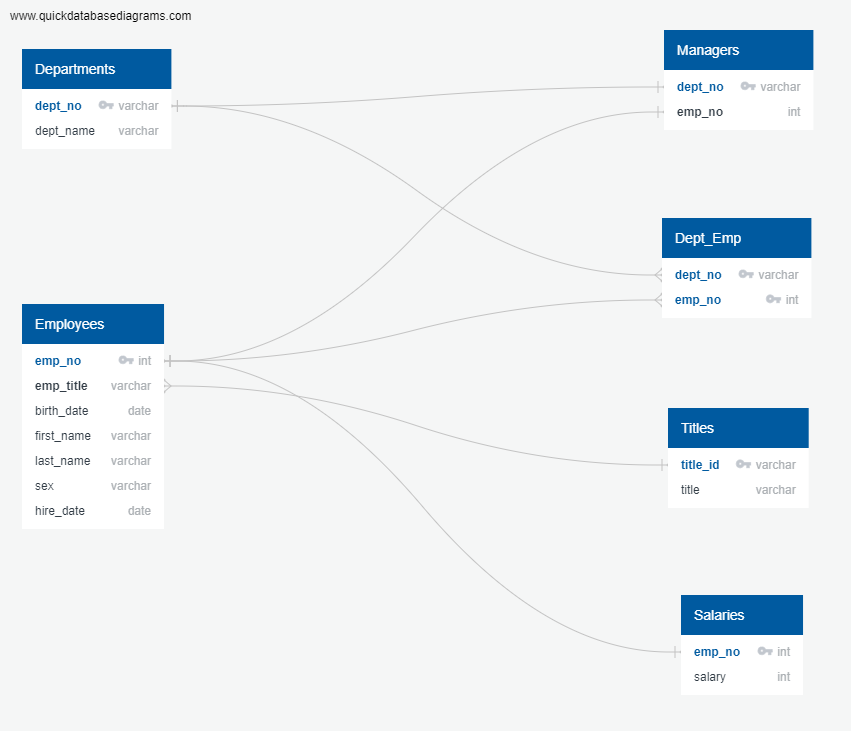 www.quickdatabasediagrams.com
Departments
dept_no varchar
dept_name varchar
Employees
emp_no int
emp_title varchar
birth_date date
first_name varchar
last_name varchar
sex varchar
hire_date date
Managers
dept_no varchar
emp_no int
Dept_Emp
dept_no varchar
emp_no int
Titles
title_id varchar
title varchar
Salaries
emp_no int
salary int